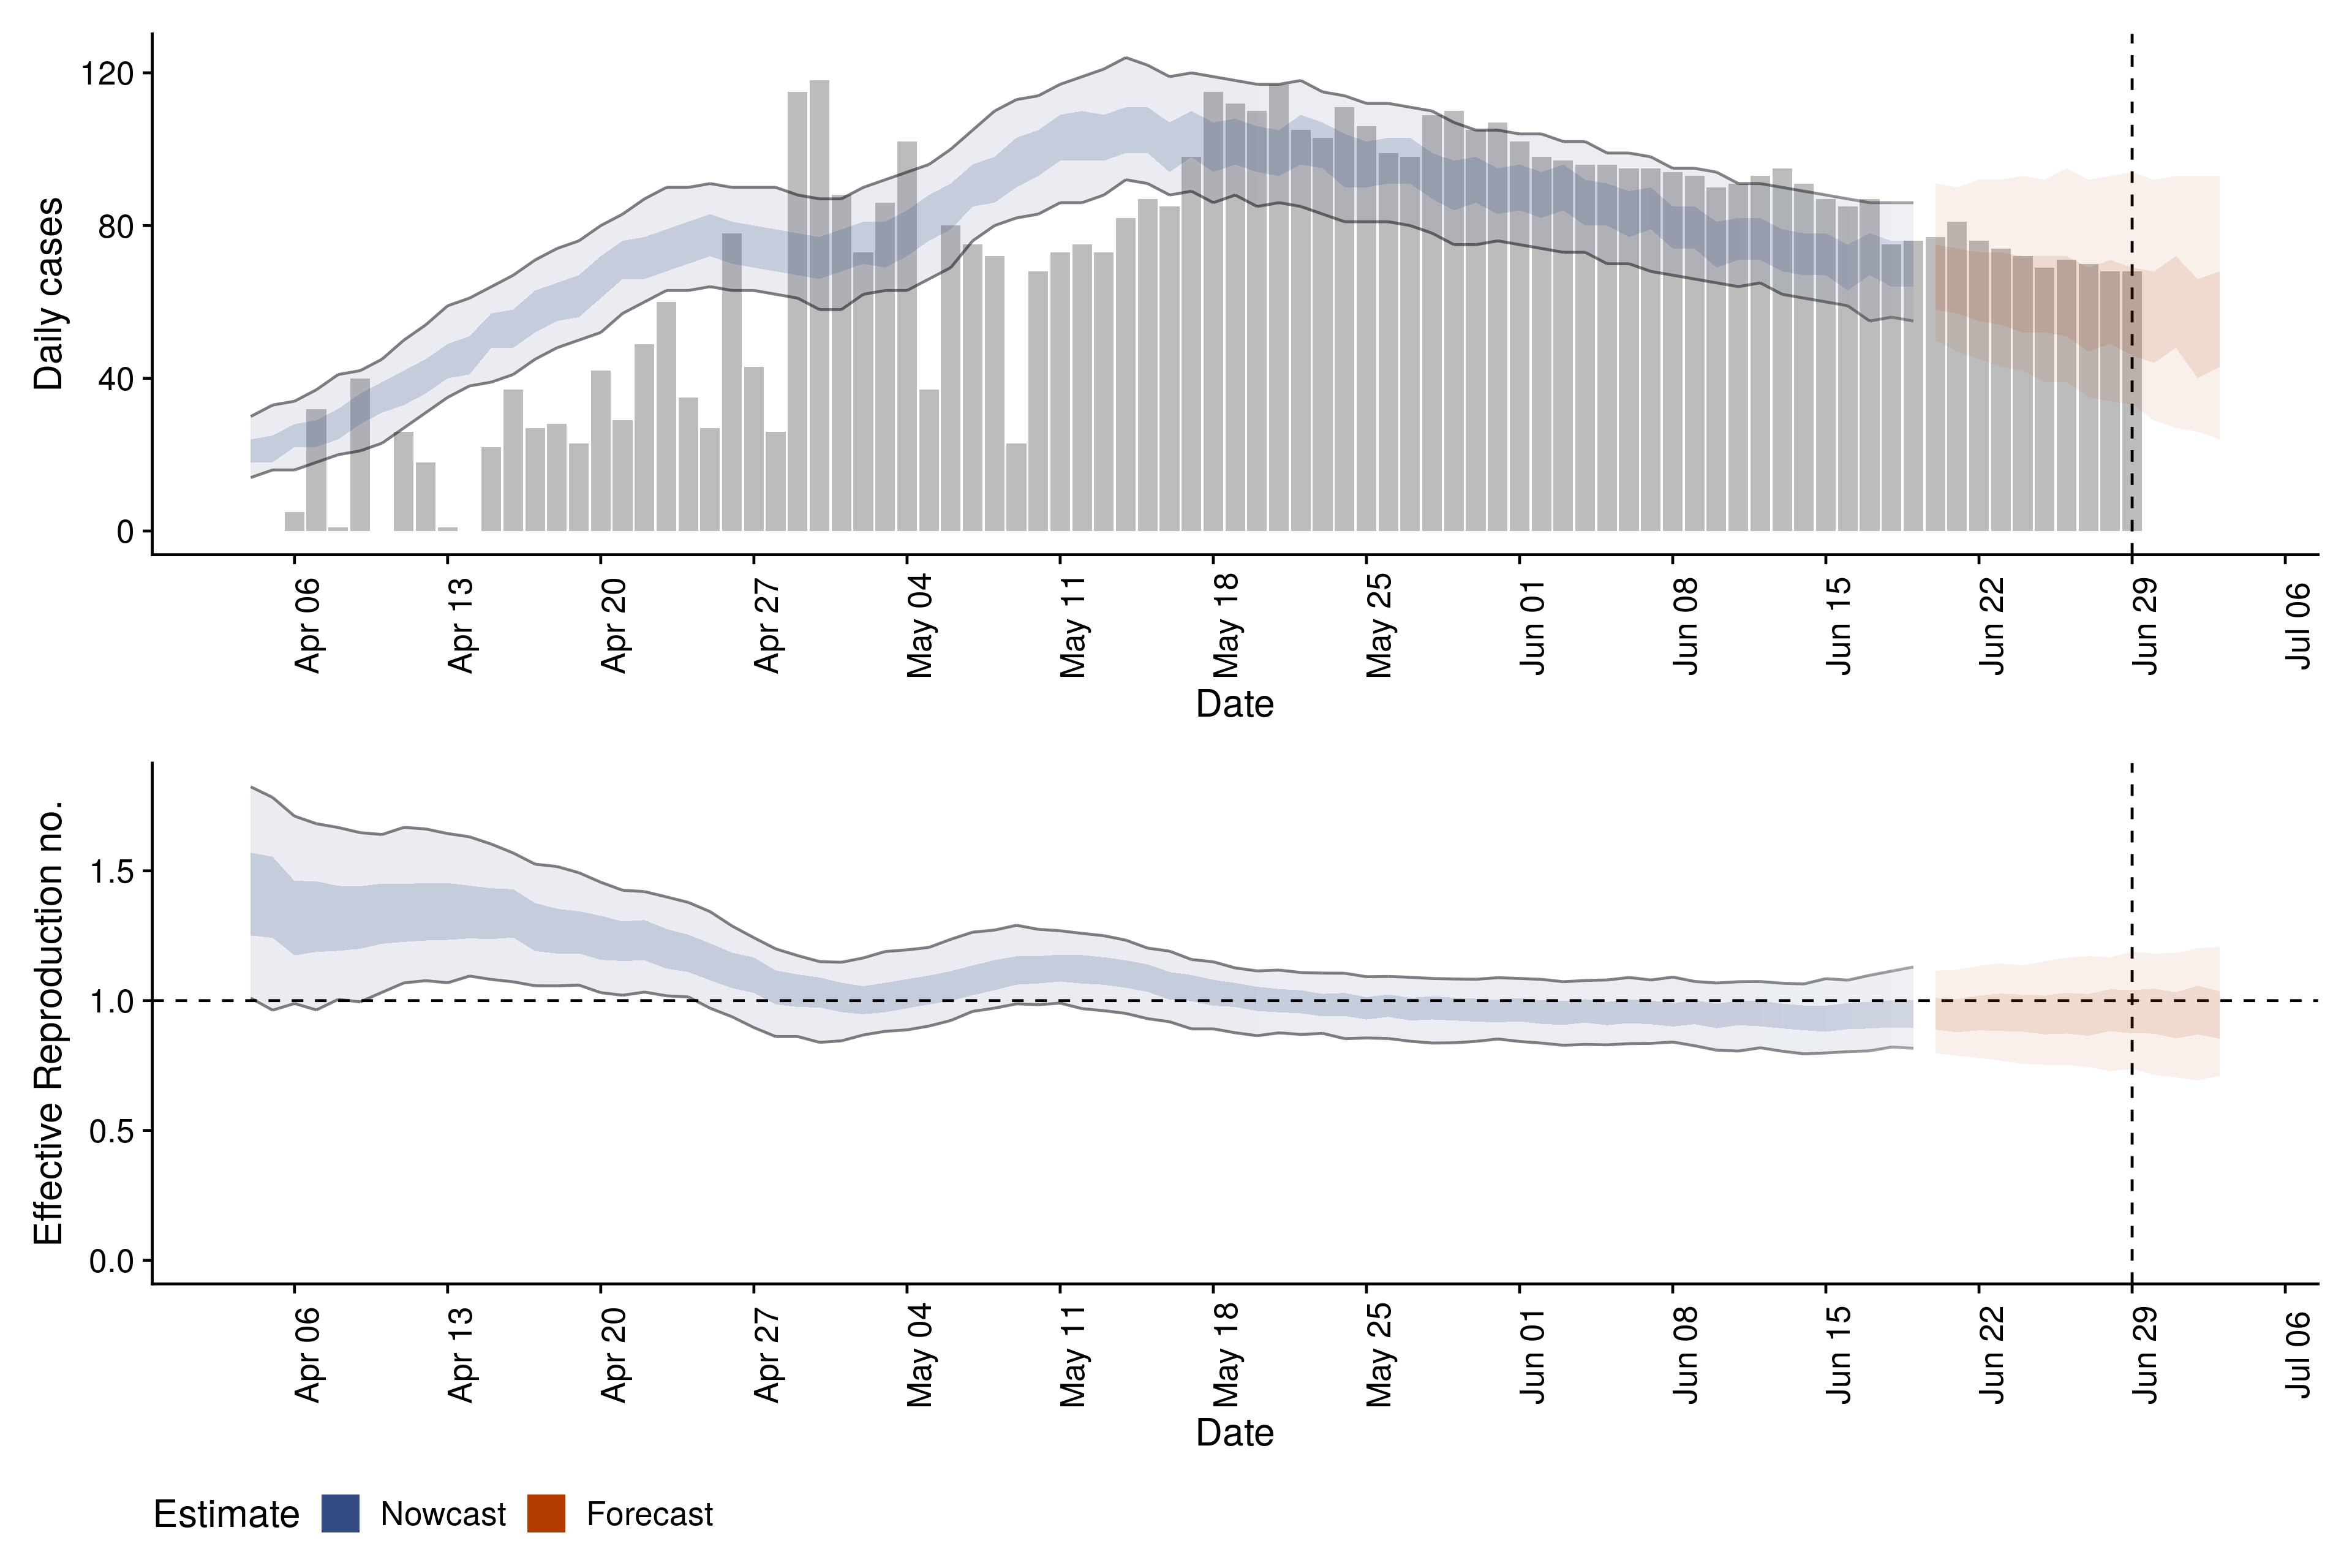 Daily cases
120
80
40
0
Apr 06
Apr 13
Apr 20
Apr 27
May 04
May 11
May 18
May 25
Jun 01
Jun 08
Jun 15
Jun 22
Jun 29
Jul 06
Date
Effective Reproduction no.
1.5
1.0
0.5
0.0
Apr 06
Apr 13
Apr 20
Apr 27
May 04
May 11
May 18
May 25
Jun 01
Jun 08
Jun 15
Jun 22
Jun 29
Jul 06
Date
Estimate Nowcast Forecast